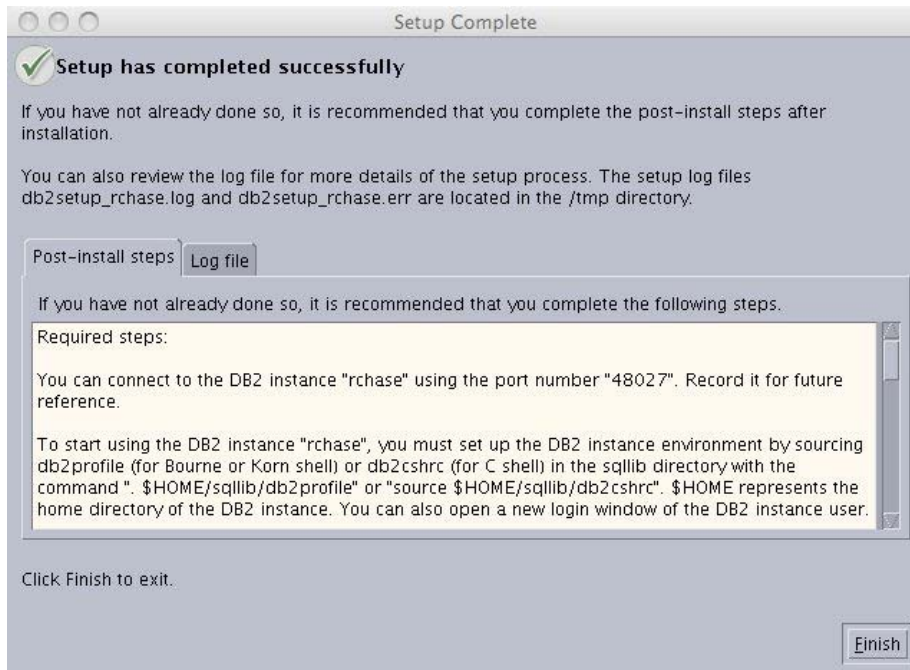 Setup Complete
Setup has completed successfully
If you have not already done so, it is recommended that you complete the post-install steps after
installation.
You can also review the log file for more details of the setup process. The setup log files
db2setup_rchase.log and db2setup_rchase.err are located in the /tmp directory.
Post-install steps
Log file
If you have not already done so, it is recommended that you complete the following steps.
Required steps:
You can connect to the DB2 instance "rchase" using the port number "48027". Record it for future
reference.
To start using the DB2 instance "rchase", you must set up the DB2 instance environment by sourcing
db2profile (for Bourne or Korn shell) or db2cshrc (for C shell) in the sqllib directory with the
command ". $HOME/sqllib/db2profile" or "source $HOME/sqllib/db2cshrc". $HOME represents the
home directory of the DB2 instance. You can also open a new login window of the DB2 instance user.
Click Finish to exit.
Finish